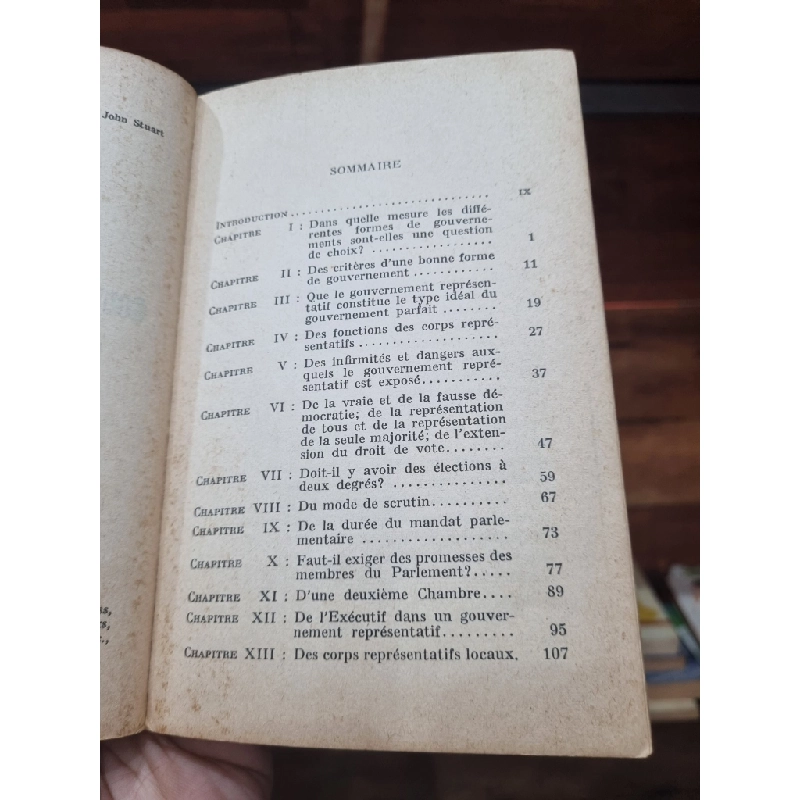 John Stuart
SOMMAIRE
INTRODUCTION .............................. IX
CHAPITRE I : Dans quelle mesure les diffé-
rentes formes de gouverne-
ments sont-elles une question
de choix? .................. 1
CHAPITRE II : Des critères d'une bonne forme
de gouvernement ............ 11
CHAPITRE III : Que le gouvernement représen-
tatif constitue le type idéal du
gouvernement parfait ........ 19
CHAPITRE IV : Des fonctions des corps repré-
sentatifs .................... 27
CHAPITRE V : Des infirmités et dangers aux-
quels le gouvernement repré-
sentatif est exposé........... 37
CHAPITRE VI : De la vraie et de la fausse dé-
mocratie; de la représentation
de tous et de la représentation
de la seule majorité; de l'exten-
sion du droit de vote........ 47
CHAPITRE VII : Doit-il y avoir des élections à
deux degrés? ............... 59
CHAPITRE VIII : Du mode de scrutin.......... 67
CHAPITRE IX : De la durée du mandat parle-
mentaire .................... 73
CHAPITRE X : Faut-il exiger des promesses des
membres du Parlement?..... 77
CHAPITRE XI : D'une deuxième Chambre.... 89
CHAPITRE XII : De l'Exécutif dans un gouver-
nement représentatif......... 95
CHAPITRE XIII : Des corps représentatifs locaux. 107